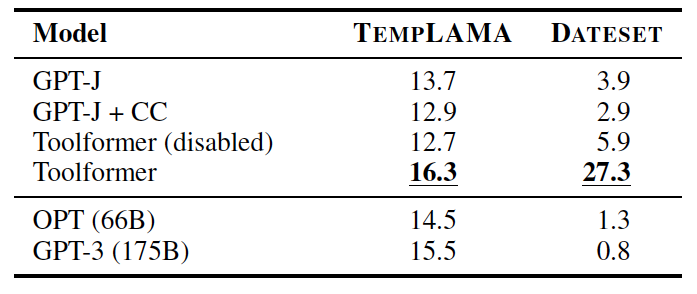 Model TEMPLAMA DATESET
GPT-J 13.7 3.9
GPT-J + CC 12.9 2.9
Toolformer (disabled) 12.7 5.9
Toolformer 16.3 27.3
OPT (66B) 14.5 1.3
GPT-3 (175B) 15.5 0.8